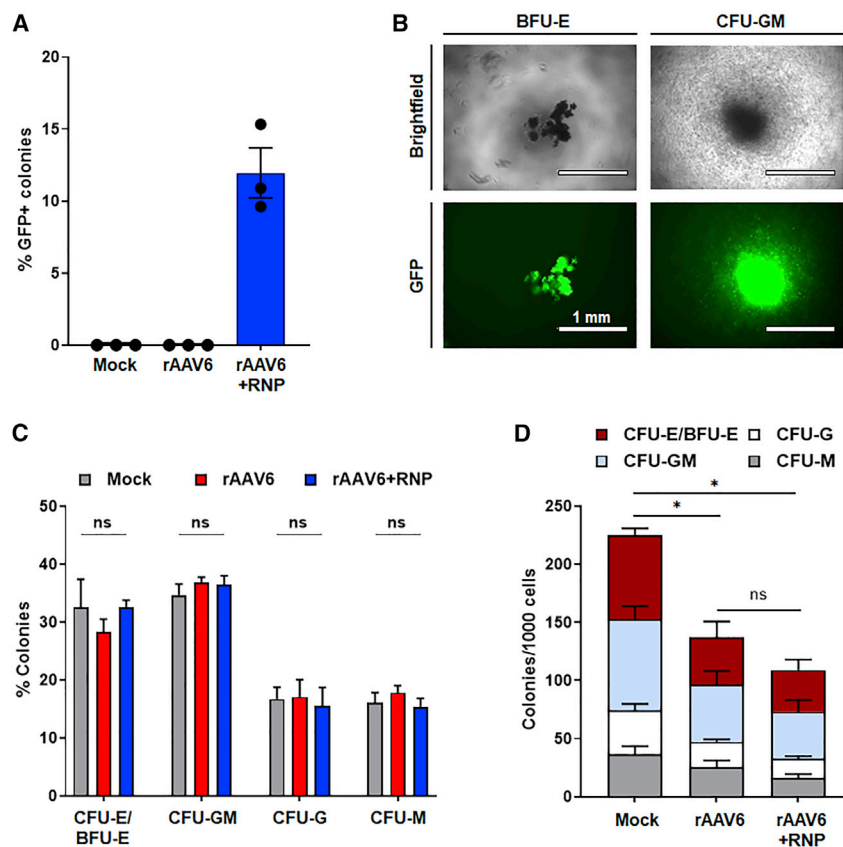 A
% GFP+ colonies
20
15
10
5
0
Mock
rAAV6
rAAV6
+RNP
B
BFU-E
CFU-GM
Brightfield
GFP
1 mm
C
Mock
rAAV6
rAAV6+RNP
% Colonies
50
40
30
20
10
0
ns
ns
ns
ns
CFU-E/
BFU-E
CFU-GM
CFU-G
CFU-M
D
CFU-E/BFU-E
CFU-G
CFU-GM
CFU-M
Colonies/1000 cells
250
200
150
100
50
0
*
*
ns
Mock
rAAV6
rAAV6
+RNP